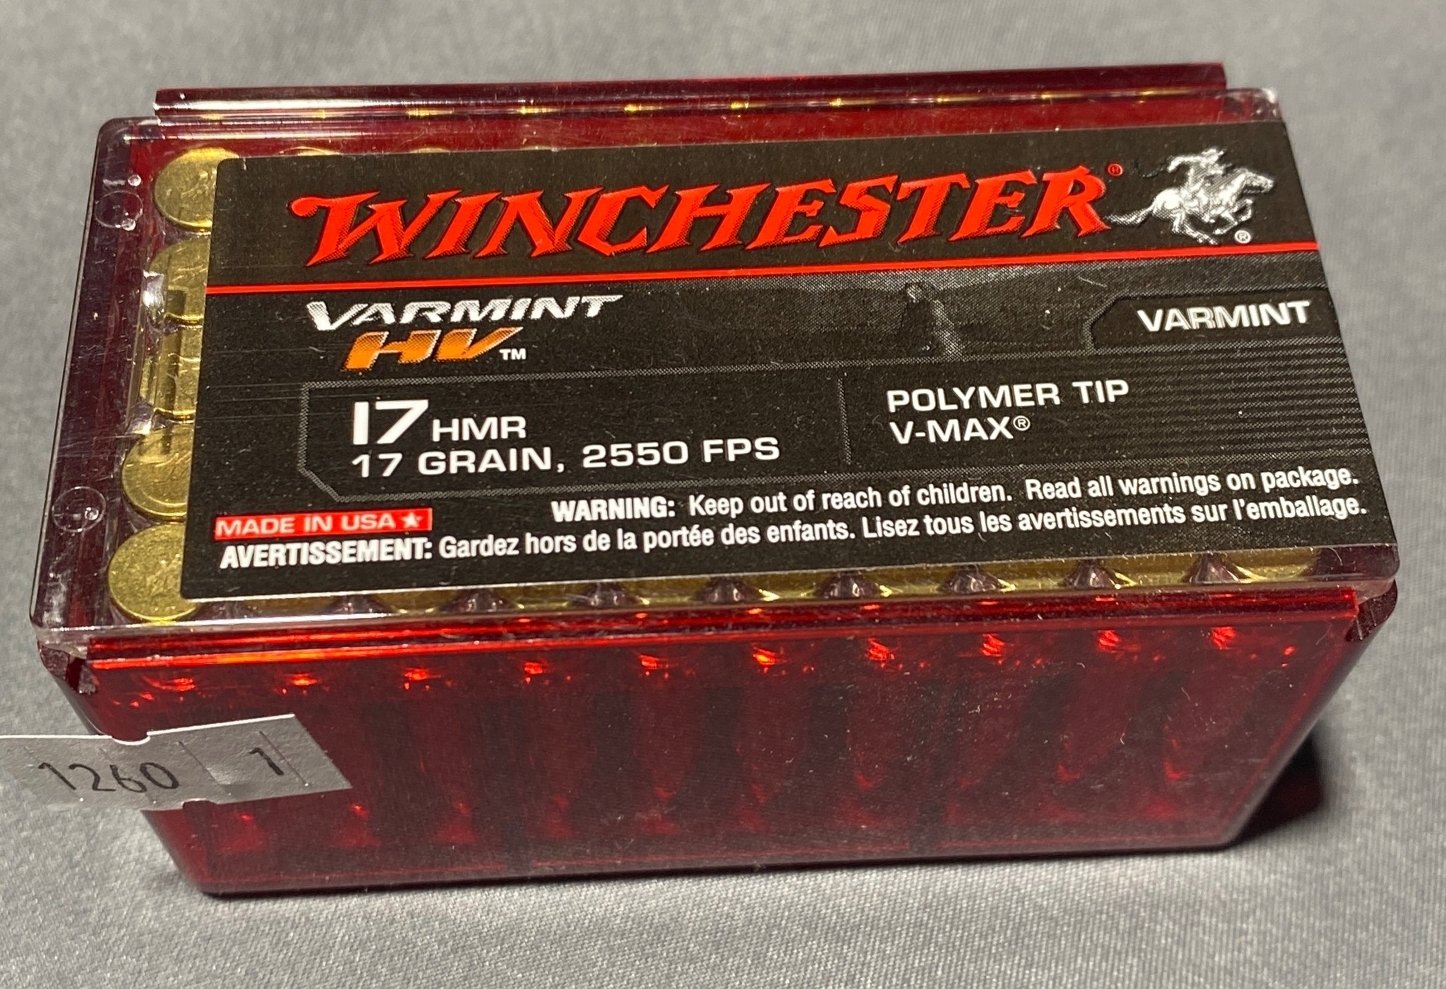 WINCHESTER®
®
VARMINT
HV™
VARMINT
17 HMR
17 GRAIN, 2550 FPS
POLYMER TIP
V-MAX®
MADE IN USA
WARNING: Keep out of reach of children. Read all warnings on package.
AVERTISSEMENT: Gardez hors de la portée des enfants. Lisez tous les avertissements sur l'emballage.
1260 1